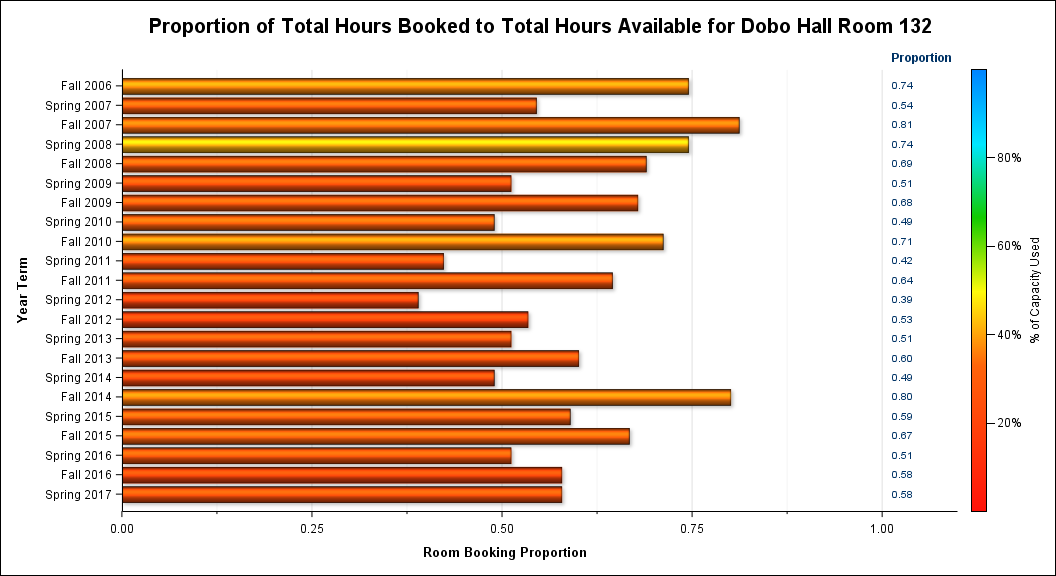 Proportion of Total Hours Booked to Total Hours Available for Dobo Hall Room 132
Proportion
Fall 2006 0.74
Spring 2007 0.54
Fall 2007 0.81
Spring 2008 0.74
Fall 2008 0.69
Spring 2009 0.51
Fall 2009 0.68
Spring 2010 0.49
Fall 2010 0.71
Spring 2011 0.42
Fall 2011 0.64
Spring 2012 0.39
Fall 2012 0.53
Spring 2013 0.51
Fall 2013 0.60
Spring 2014 0.49
Fall 2014 0.80
Spring 2015 0.59
Fall 2015 0.67
Spring 2016 0.51
Fall 2016 0.58
Spring 2017 0.58
Year Term
0.00 0.25 0.50 0.75 1.00
Room Booking Proportion
80%
60%
40%
20%
% of Capacity Used